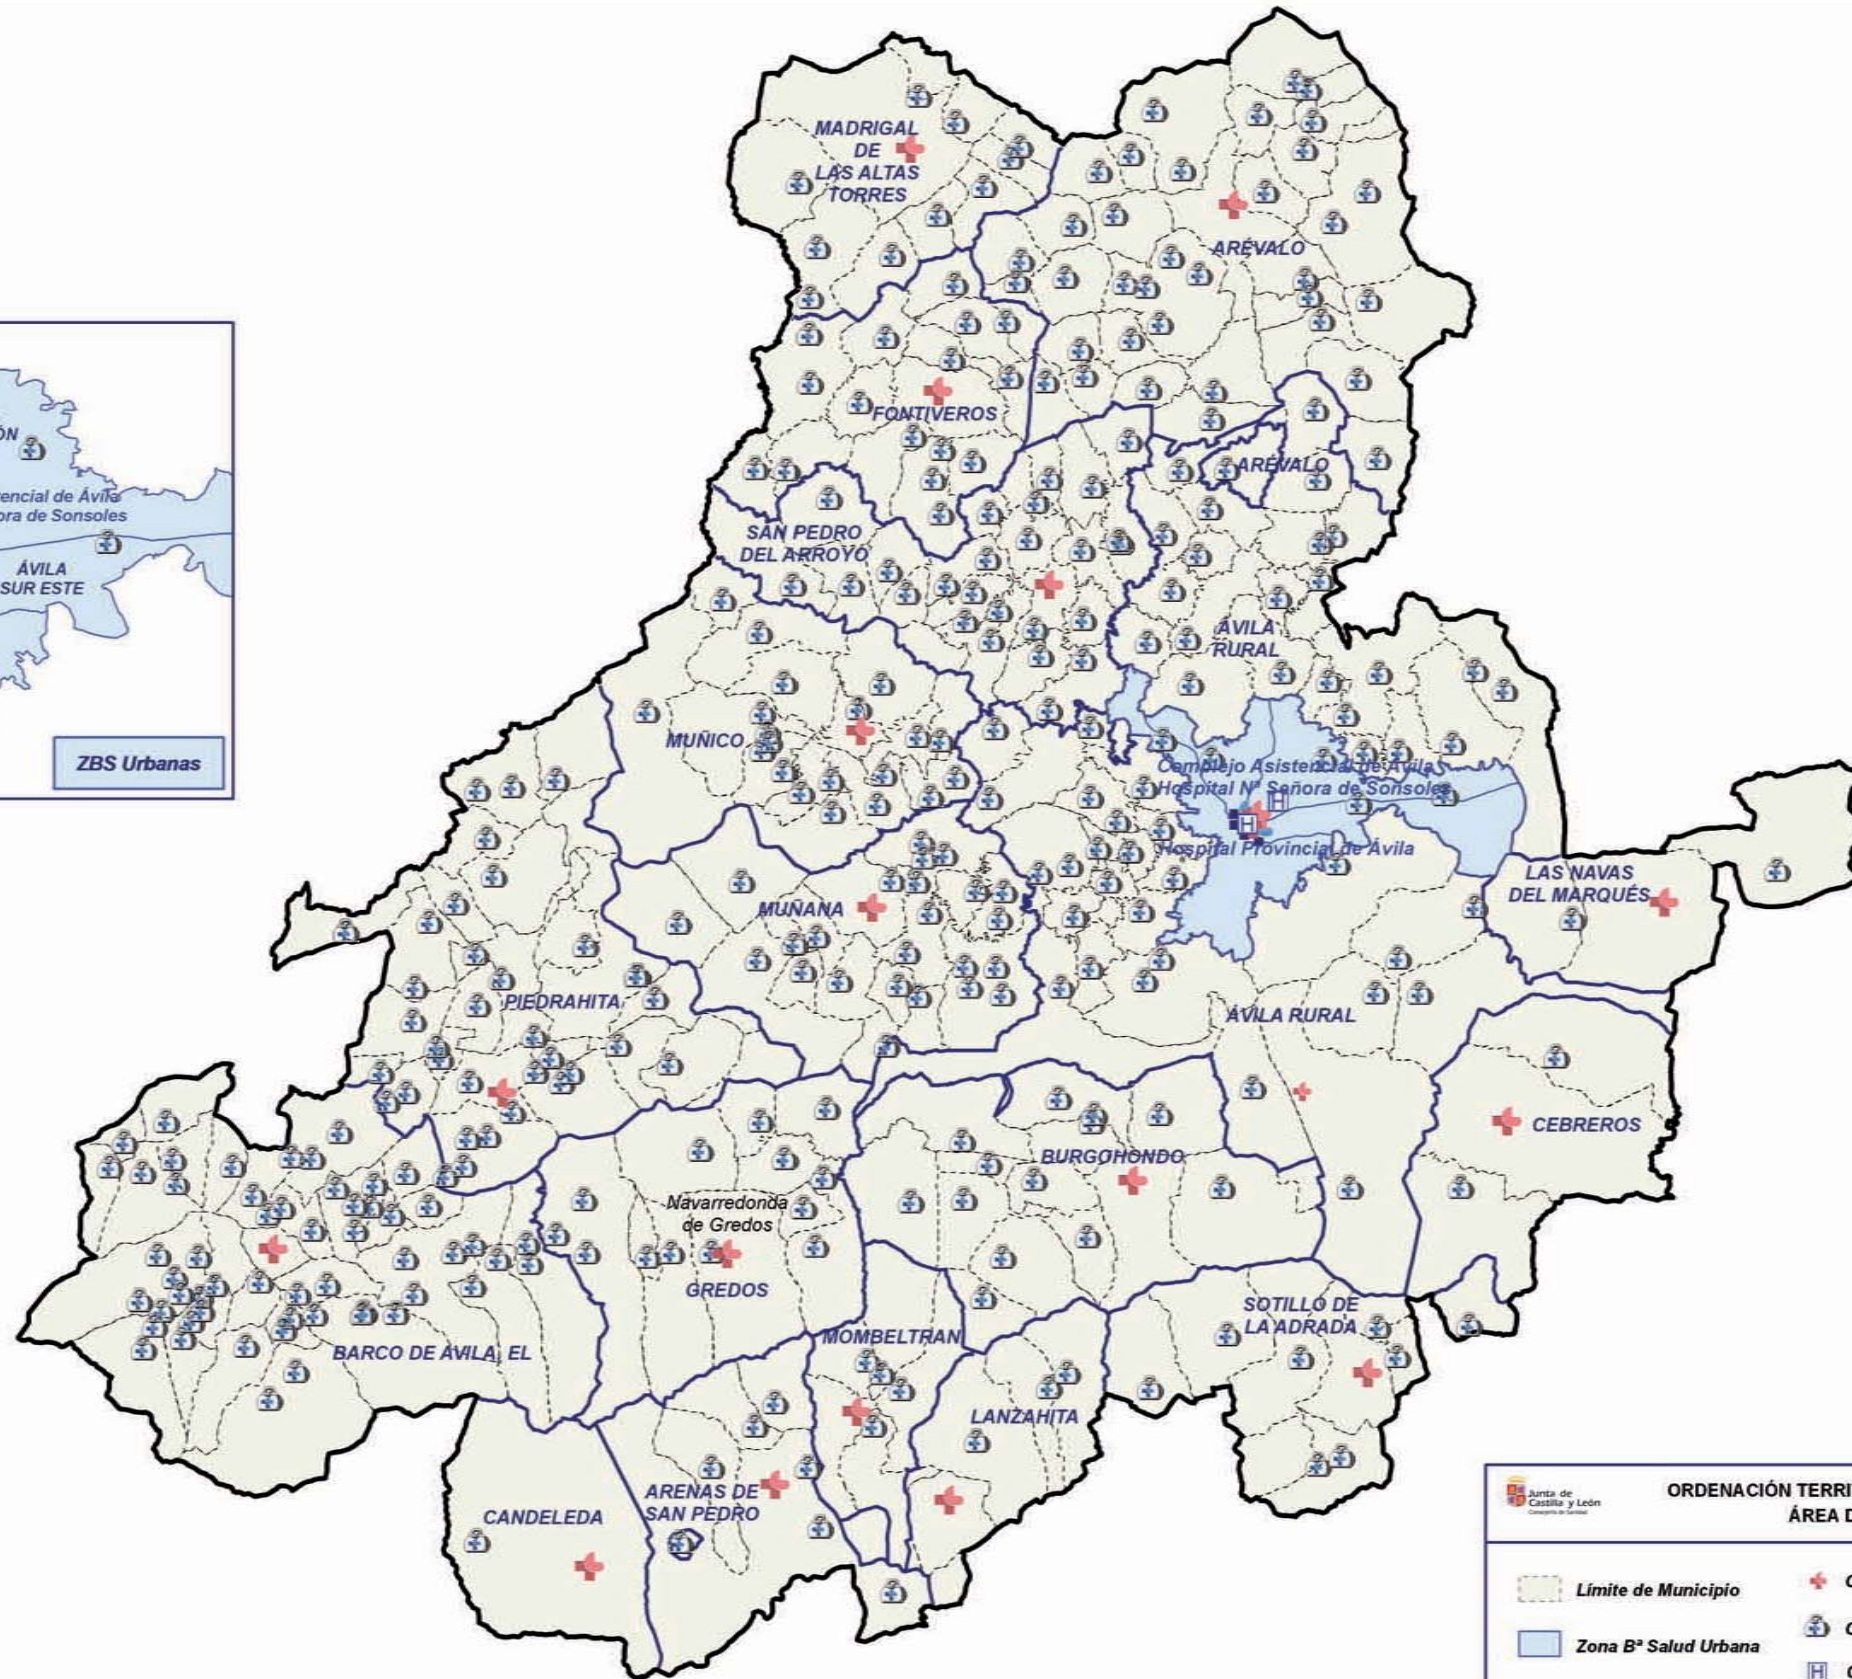 MADRIGAL
DE
LAS ALTAS
TORRES
ARÉVALO
FONTIVEROS
ARÉVALO
SAN PEDRO
DEL ARROYO
ÁVILA
RURAL
MUÑICO
Complejo Asistencial de Ávila
Hospital Nª Señora de Sonsoles
Hospital Provincial de Ávila
LAS NAVAS
DEL MARQUÉS
MUÑANA
PIEDRAHITA
ÁVILA RURAL
CEBREROS
BURGOHONDO
Navarredonda
de Gredos
GREDOS
SOTILLO DE
LA ADRADA
MOMBELTRAN
BARCO DE AVILA, EL
LANZAHITA
ARENAS DE
SAN PEDRO
CANDELEDA
ÓN
encial de Ávila
ora de Sonsoles
ÁVILA
SUR ESTE
ZBS Urbanas
Junta de
Castilla y León
ORDENACIÓN TERRI
ÁREA D
Límite de Municipio
Zona Bª Salud Urbana
H